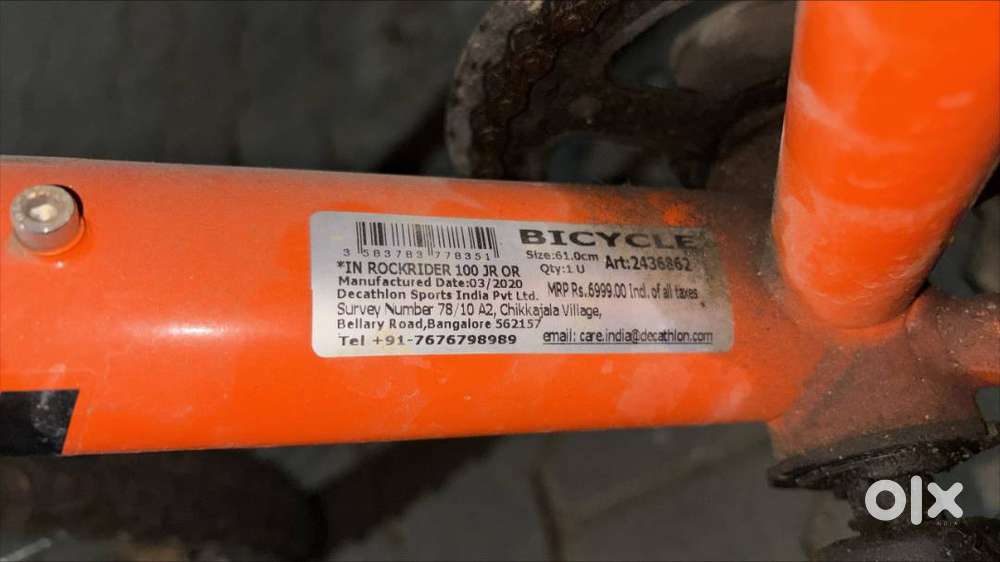 BICYCLE
3 583783 778351
Size:61.0cm
Art:2436862
*IN ROCKRIDER 100 JR OR
Qty:1 U
Manufactured Date:03/2020
MRP Rs.6999.00 Incl. of all taxes
Decathlon Sports India Pvt Ltd.
Survey Number 78/10 A2, Chikkajala Village,
Bellary Road,Bangalore 562157
Tel +91-7676798989
email: care.india@decathlon.com
olx
INDIA